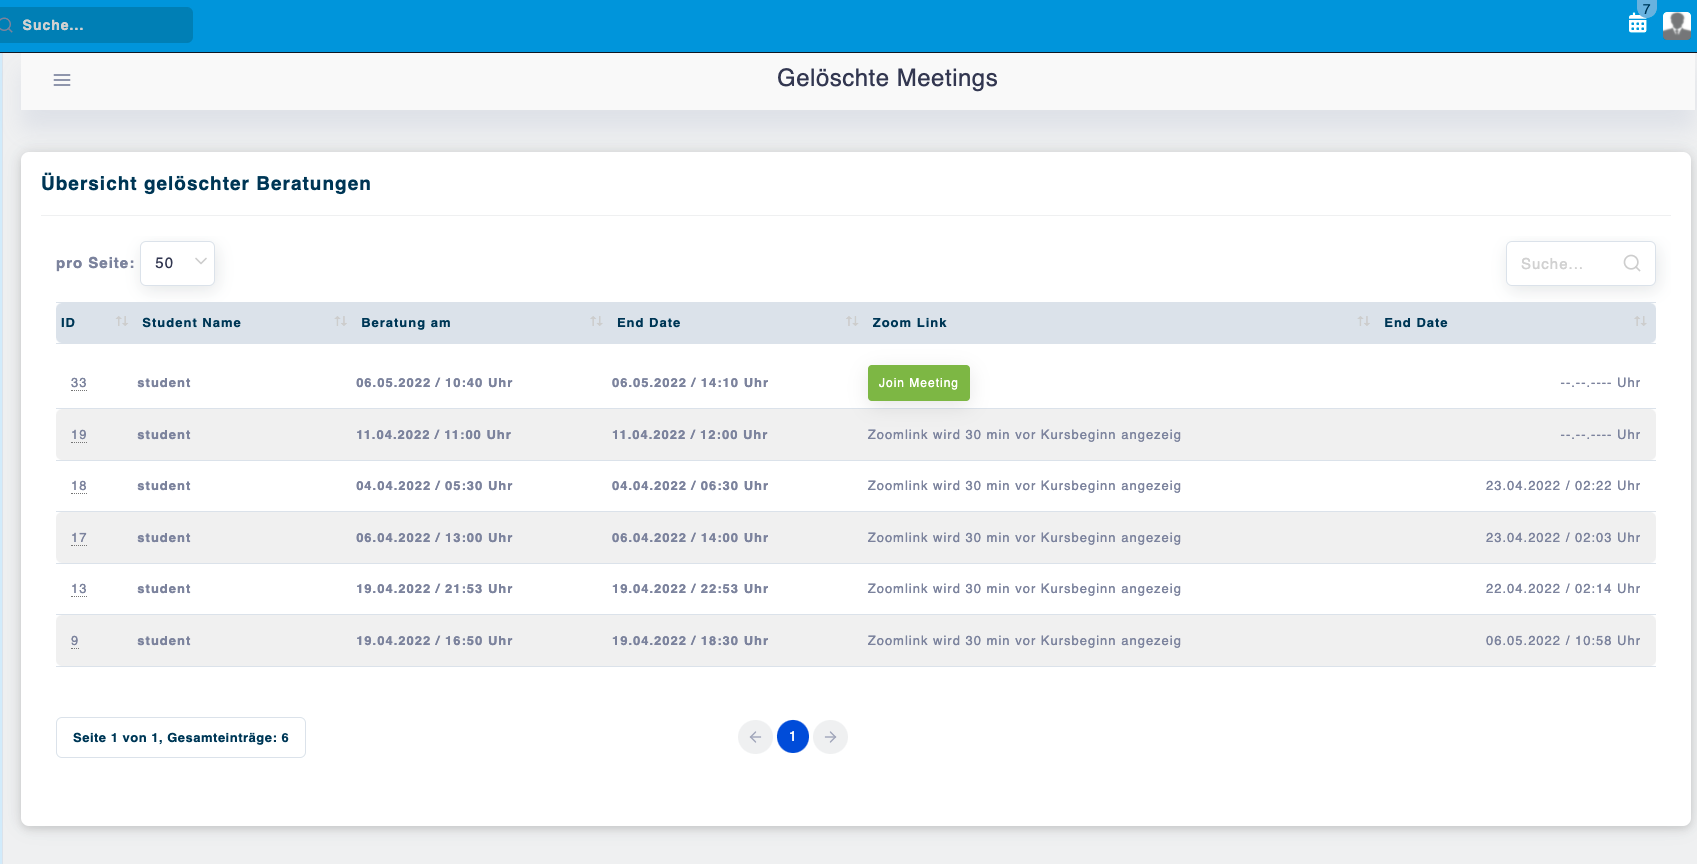 Suche...
7
Gelöschte Meetings
Übersicht gelöschter Beratungen
pro Seite: 50
Suche...
ID Student Name Beratung am End Date Zoom Link End Date
33 student 06.05.2022 / 10:40 Uhr 06.05.2022 / 14:10 Uhr Join Meeting --.--.---- Uhr
19 student 11.04.2022 / 11:00 Uhr 11.04.2022 / 12:00 Uhr Zoomlink wird 30 min vor Kursbeginn angezeig --.--.---- Uhr
18 student 04.04.2022 / 05:30 Uhr 04.04.2022 / 06:30 Uhr Zoomlink wird 30 min vor Kursbeginn angezeig 23.04.2022 / 02:22 Uhr
17 student 06.04.2022 / 13:00 Uhr 06.04.2022 / 14:00 Uhr Zoomlink wird 30 min vor Kursbeginn angezeig 23.04.2022 / 02:03 Uhr
13 student 19.04.2022 / 21:53 Uhr 19.04.2022 / 22:53 Uhr Zoomlink wird 30 min vor Kursbeginn angezeig 22.04.2022 / 02:14 Uhr
9 student 19.04.2022 / 16:50 Uhr 19.04.2022 / 18:30 Uhr Zoomlink wird 30 min vor Kursbeginn angezeig 06.05.2022 / 10:58 Uhr
Seite 1 von 1, Gesamteinträge: 6
1